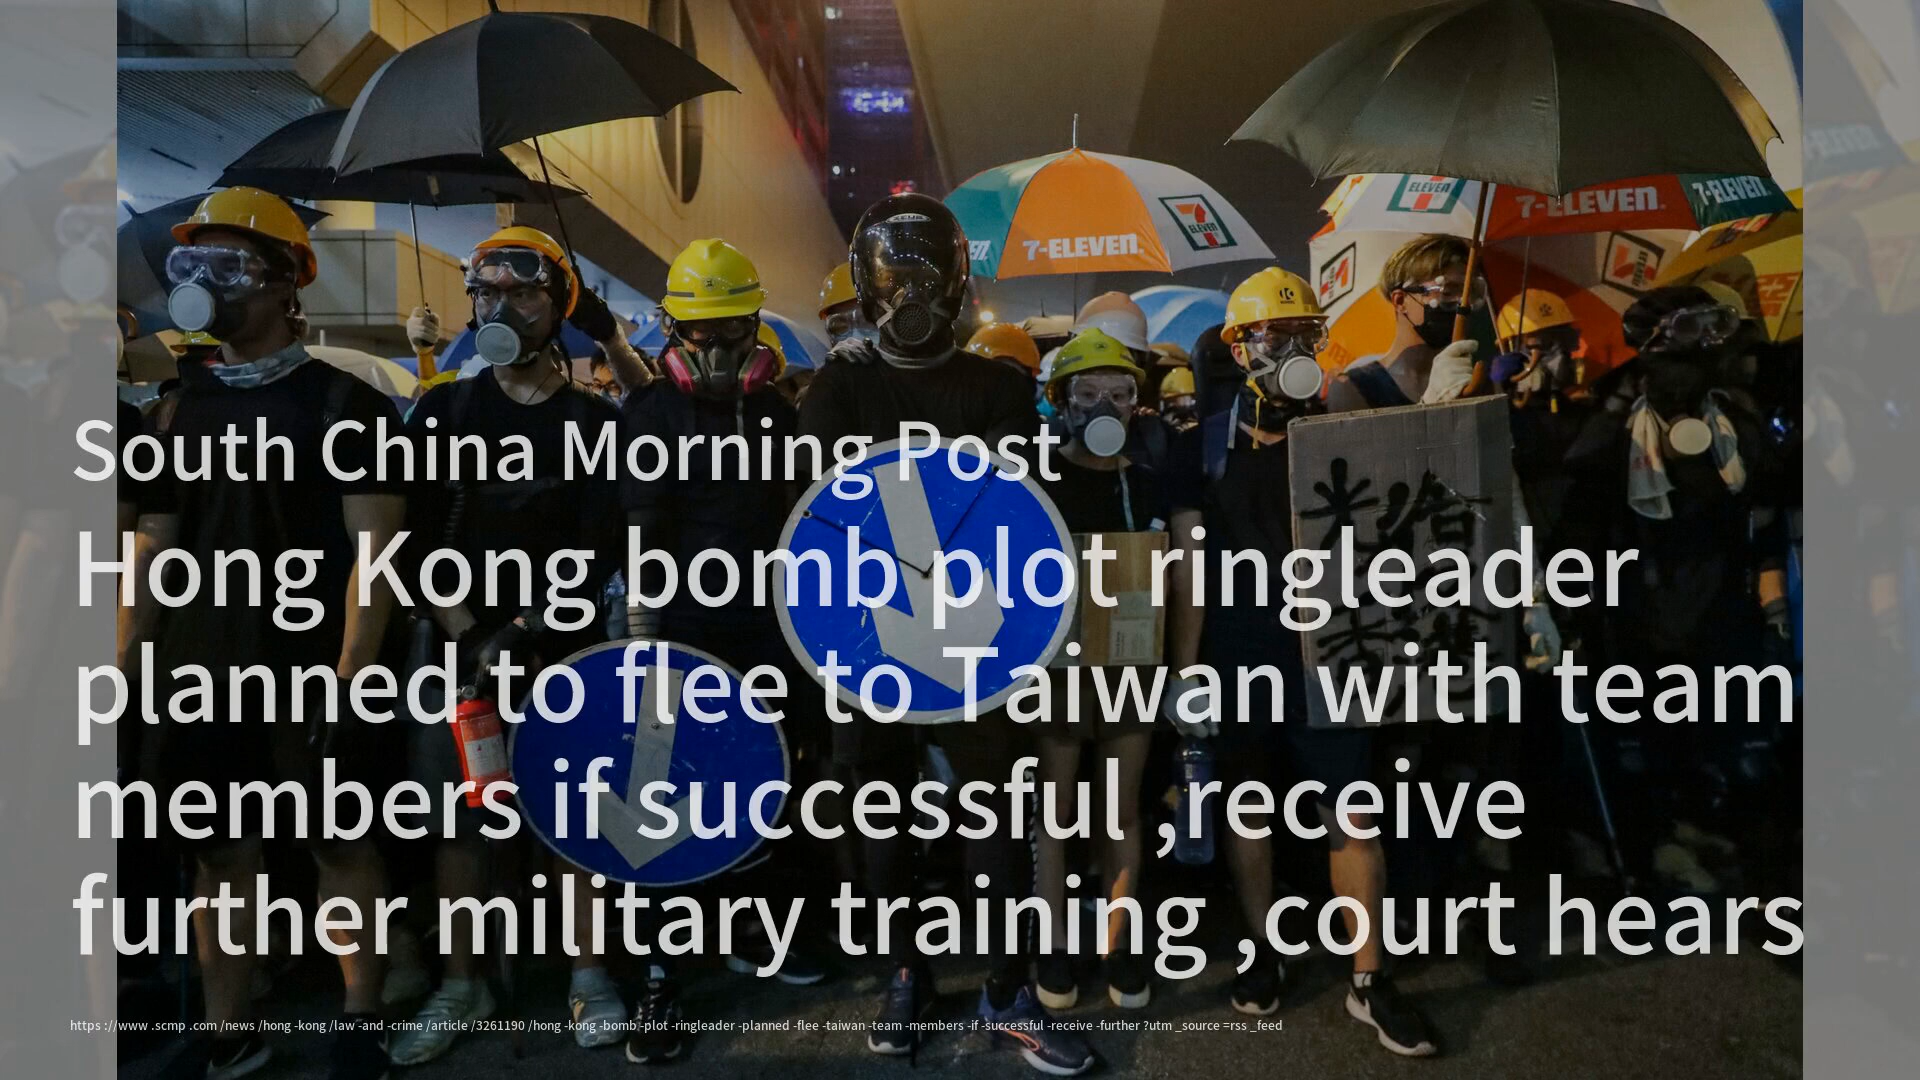 ELEVEN
7-ELEVEN.
7-ELEVEN.
7-ELEVEN.
ELEVEN
South China Morning Post
Hong Kong bomb plot ringleader
planned to flee to Taiwan with team
members if successful ,receive
further military training ,court hears
https ://www .scmp .com /news /hong -kong /law -and -crime /article /3261190 /hong -kong -bomb -plot -ringleader -planned -flee -taiwan -team -members -if -successful -receive -further ?utm _source =rss _feed